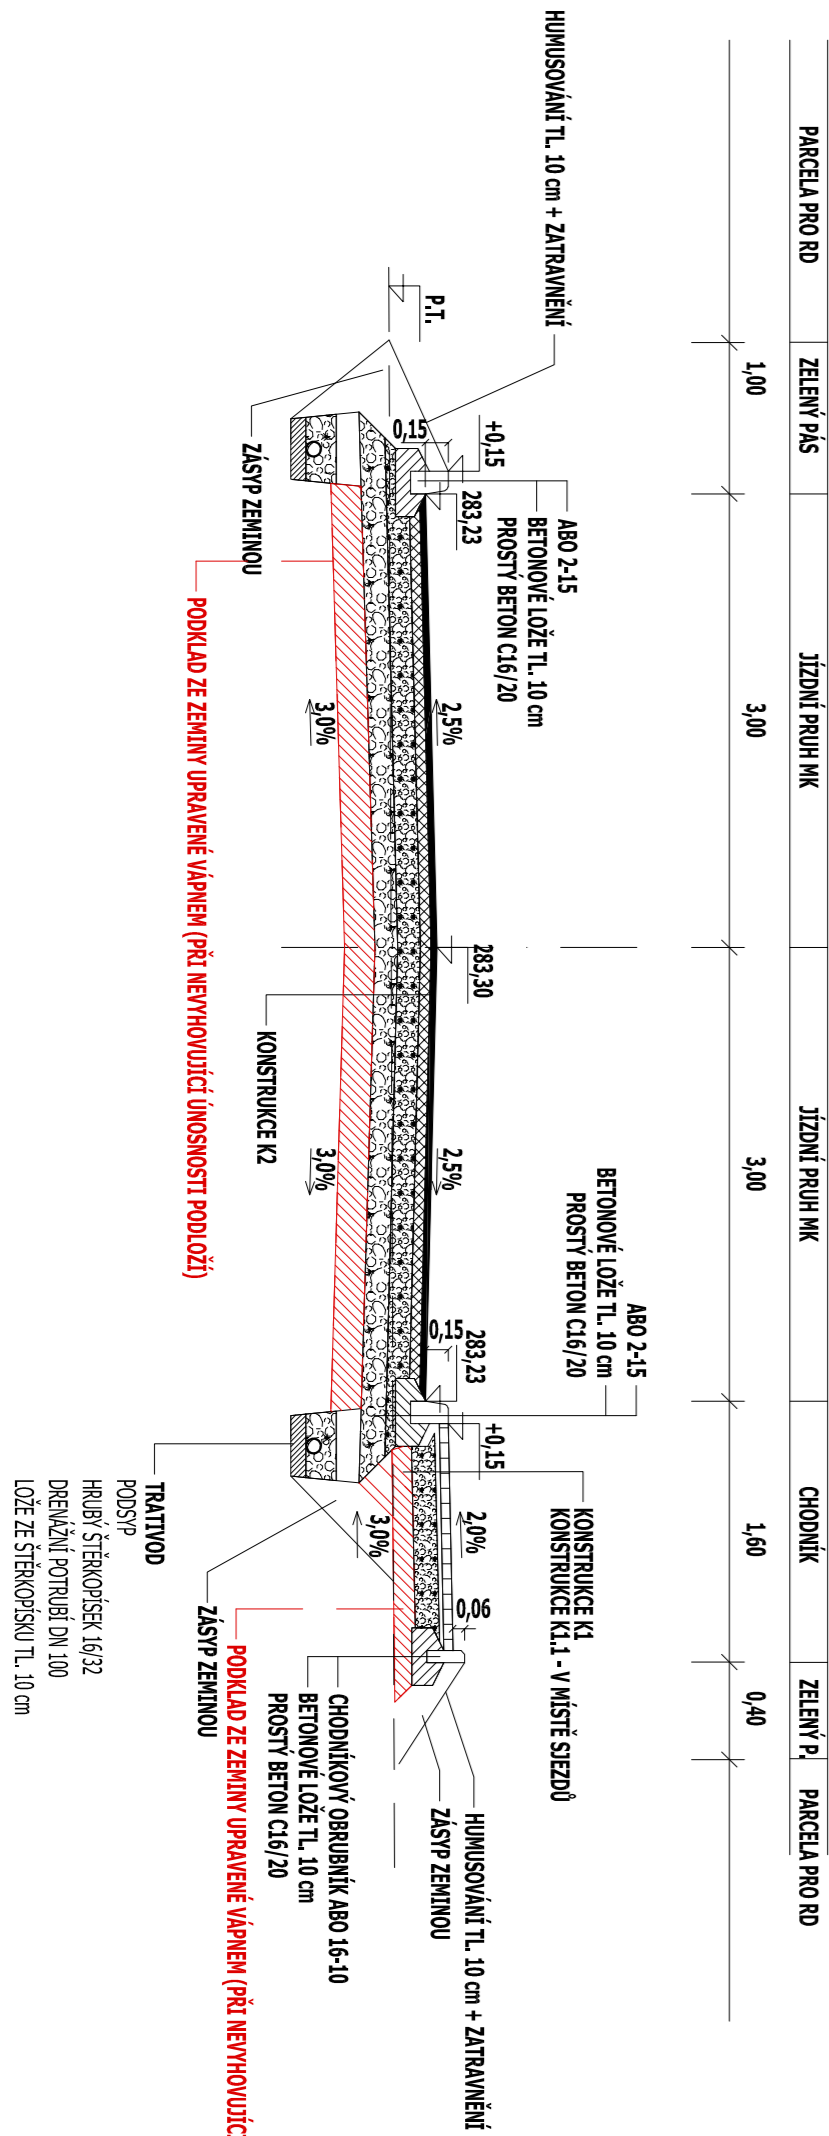 PARCELA PRO RD
ZELENÝ PÁS
JÍZDNÍ PRUH MK
JÍZDNÍ PRUH MK
CHODNÍK
ZELENÝ P.
PARCELA PRO RD
1,00
3,00
3,00
1,60
0,40
HUMUSOVÁNÍ TL. 10 cm + ZATRAVNĚNÍ
P.T.
0,15
+0,15
283,23
ABO 2-15
BETONOVÉ LOŽE TL. 10 cm
PROSTÝ BETON C16/20
ZÁSYP ZEMINOU
2,5%
3,0%
PODKLAD ZE ZEMINY UPRAVENÉ VÁPNEM (PŘI NEVYHOVUJÍCÍ ÚNOSNOSTI PODLOŽÍ)
283,30
KONSTRUKCE K2
2,5%
3,0%
ABO 2-15
BETONOVÉ LOŽE TL. 10 cm
PROSTÝ BETON C16/20
0,15
283,23
+0,15
KONSTRUKCE K1
KONSTRUKCE K1.1 - V MÍSTĚ SJEZDŮ
2,0%
3,0%
0,06
HUMUSOVÁNÍ TL. 10 cm + ZATRAVNĚNÍ
ZÁSYP ZEMINOU
CHODNÍKOVÝ OBRUBNÍK ABO 16-10
BETONOVÉ LOŽE TL. 10 cm
PROSTÝ BETON C16/20
PODKLAD ZE ZEMINY UPRAVENÉ VÁPNEM (PŘI NEVYHOVUJÍC
ZÁSYP ZEMINOU
TRATIVOD
PODSYP
HRUBÝ ŠTĚRKOPÍSEK 16/32
DRENÁŽNÍ POTRUBÍ DN 100
LOŽE ZE ŠTĚRKOPÍSKU TL. 10 cm